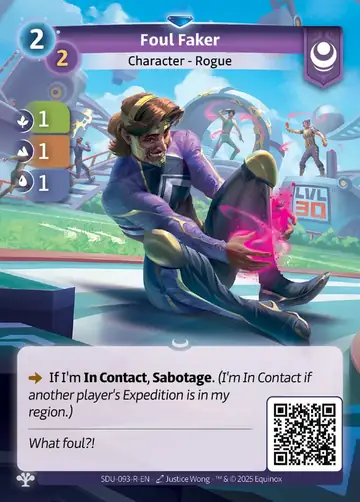 2
Foul Faker
2
Character - Rogue
1
1
1
LVL
30
If I'm In Contact, Sabotage. (I'm In Contact if
another player's Expedition is in my
region.)
What foul?!
SDU-093-R-EN - Justice Wong - ™ & © 2025 Equinox